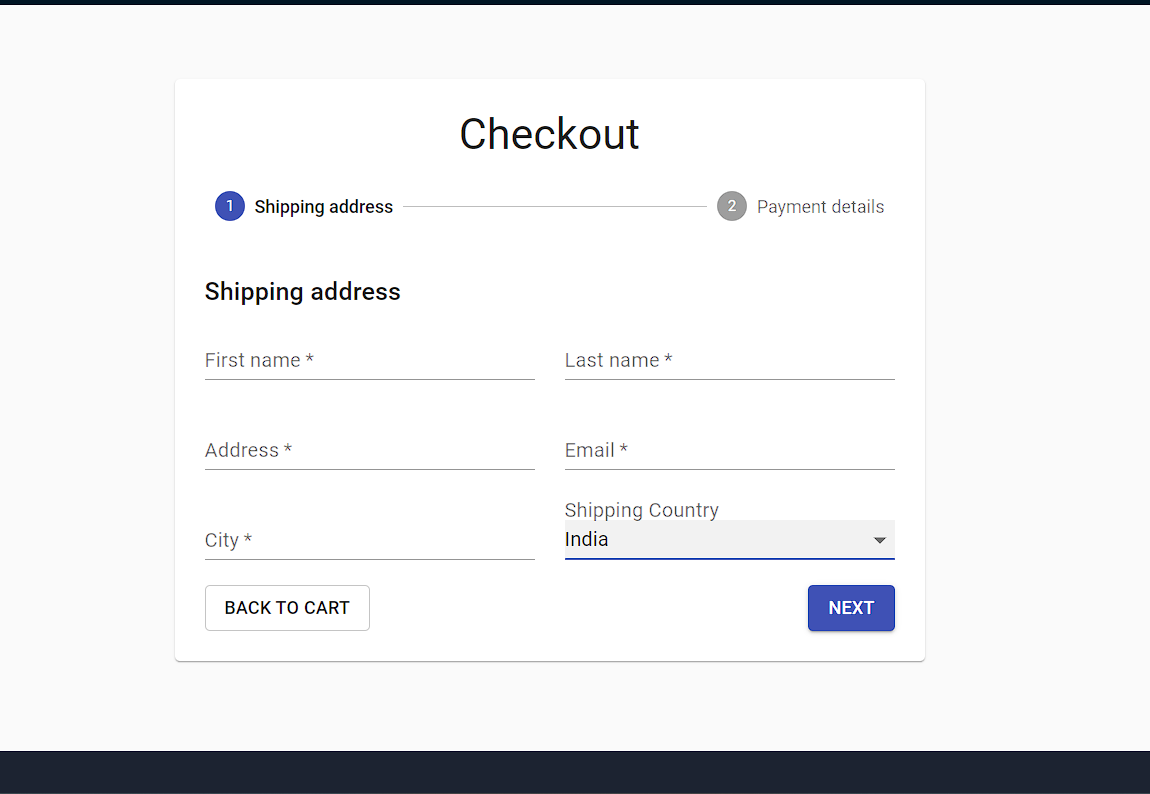 Checkout
1 Shipping address 2 Payment details
Shipping address
First name * Last name *
Address * Email *
Shipping Country
City * India
BACK TO CART NEXT